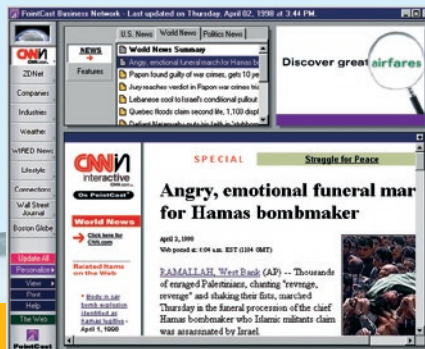 PointCast Business Network - Last updated on Thursday, April 02, 1998 at 3:44 PM.
CNN
ZDNet
Companies
Industries
Weather
WIRED News
Lifestyle
Connections
Wall Street
Journal
Boston Globe
Update All
Personalize
View
Print
Help
The Web
PointCast
NEWS
Features
U.S. News World News Politics News
World News Summary
Angry, emotional funeral march for Hamas bo
Papon found guilty of war crimes, gets 10 ye
Jury reaches verdict in Papon war crimes tri
Lebanese cool to Israel's conditional pullout
Quebec floods claim second life, 1,100 displ
Defiant Netanyahu puts his faith in 'stubborn
Discover great airfares
CNN
interactive
On PointCast
World News
Click here for
CNN.com
Related Items
on the Web
Body in car
bomb explosion
identified as
hamas fugitive -
April 1, 1998
SPECIAL Struggle for Peace
Angry, emotional funeral mar
for Hamas bombmaker
April 2, 1998
Web posted at: 6:04 a.m. EST (1104 GMT)
RAMALLAH, West Bank (AP) -- Thousands
of enraged Palestinians, chanting "revenge,
revenge" and shaking their fists, marched
Thursday in the funeral procession of the chief
Hamas bombmaker who Islamic militants claim
was assassinated by Israel.